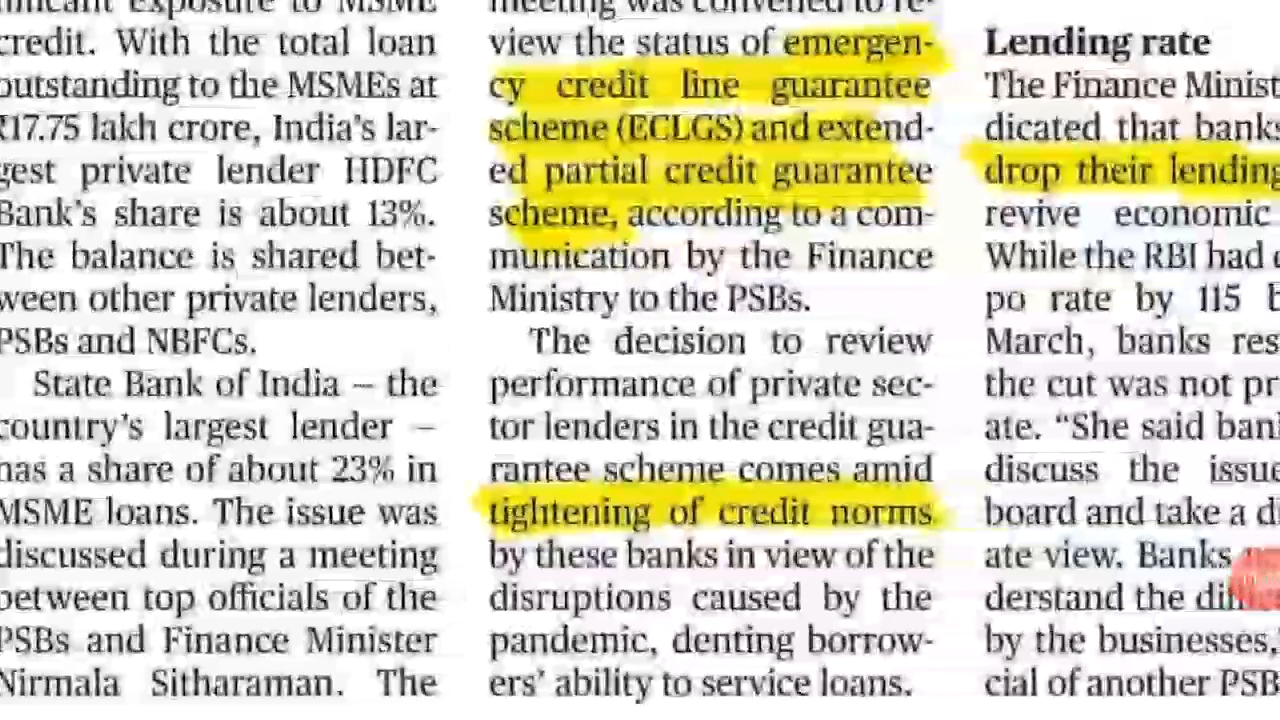 credit. With the total loan
outstanding to the MSMEs at
₹17.75 lakh crore, India's lar-
gest private lender HDFC
Bank's share is about 13%.
The balance is shared bet-
ween other private lenders,
PSBs and NBFCs.
State Bank of India – the
country's largest lender –
has a share of about 23% in
MSME loans. The issue was
discussed during a meeting
between top officials of the
PSBs and Finance Minister
Nirmala Sitharaman. The
view the status of emergen-
cy credit line guarantee
scheme (ECLGS) and extend-
ed partial credit guarantee
scheme, according to a com-
munication by the Finance
Ministry to the PSBs.
The decision to review
performance of private sec-
tor lenders in the credit gua-
rantee scheme comes amid
tightening of credit norms
by these banks in view of the
disruptions caused by the
pandemic, denting borrow-
ers' ability to service loans.
Lending rate
The Finance Minist
dicated that banks
drop their lending
revive economic
While the RBI had
po rate by 115
March, banks res
the cut was not pr
ate. "She said ban
discuss the issue
board and take a d
ate view. Banks
derstand the
by the businesses,
cial of another PSB